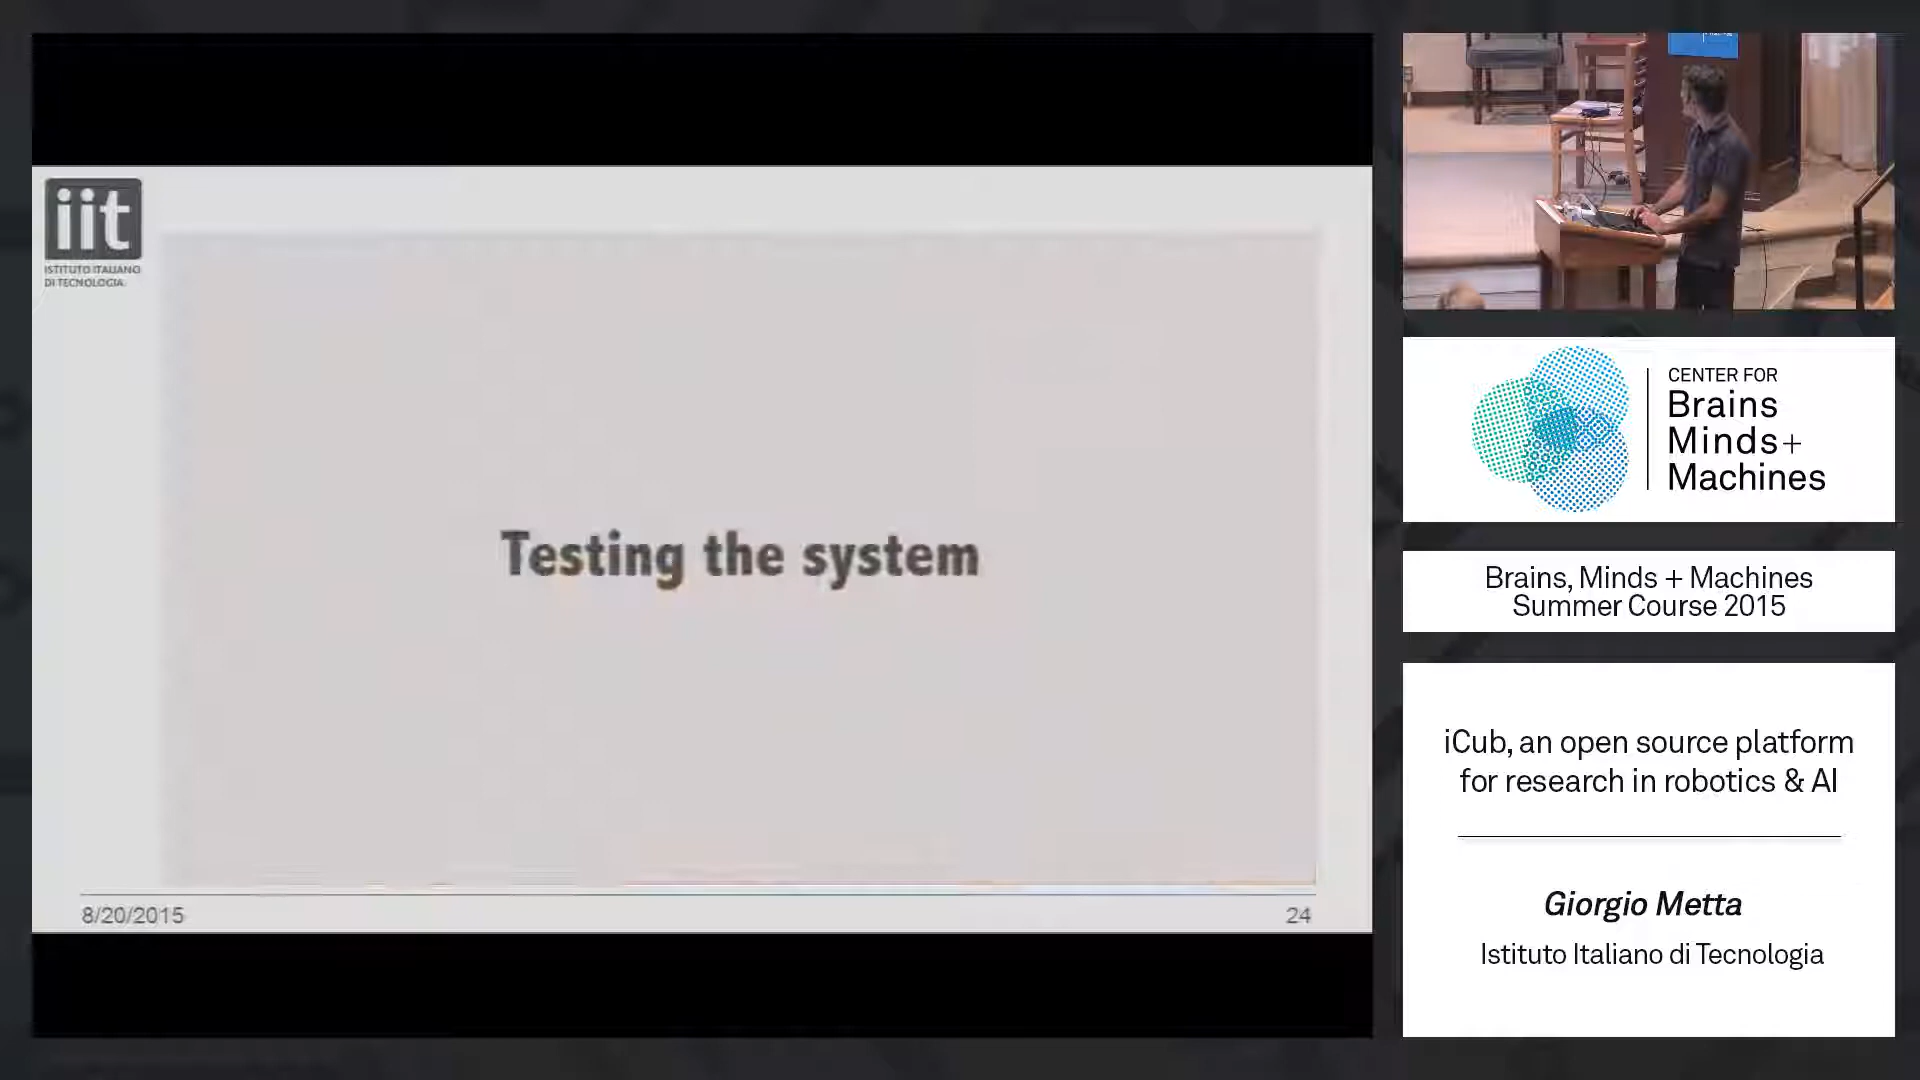 iit
ISTITUTO ITALIANO
DI TECNOLOGIA
Testing the system
8/20/2015
24
CENTER FOR
Brains
Minds+
Machines
Brains, Minds + Machines
Summer Course 2015
iCub, an open source platform
for research in robotics & AI
Giorgio Metta
Istituto Italiano di Tecnologia